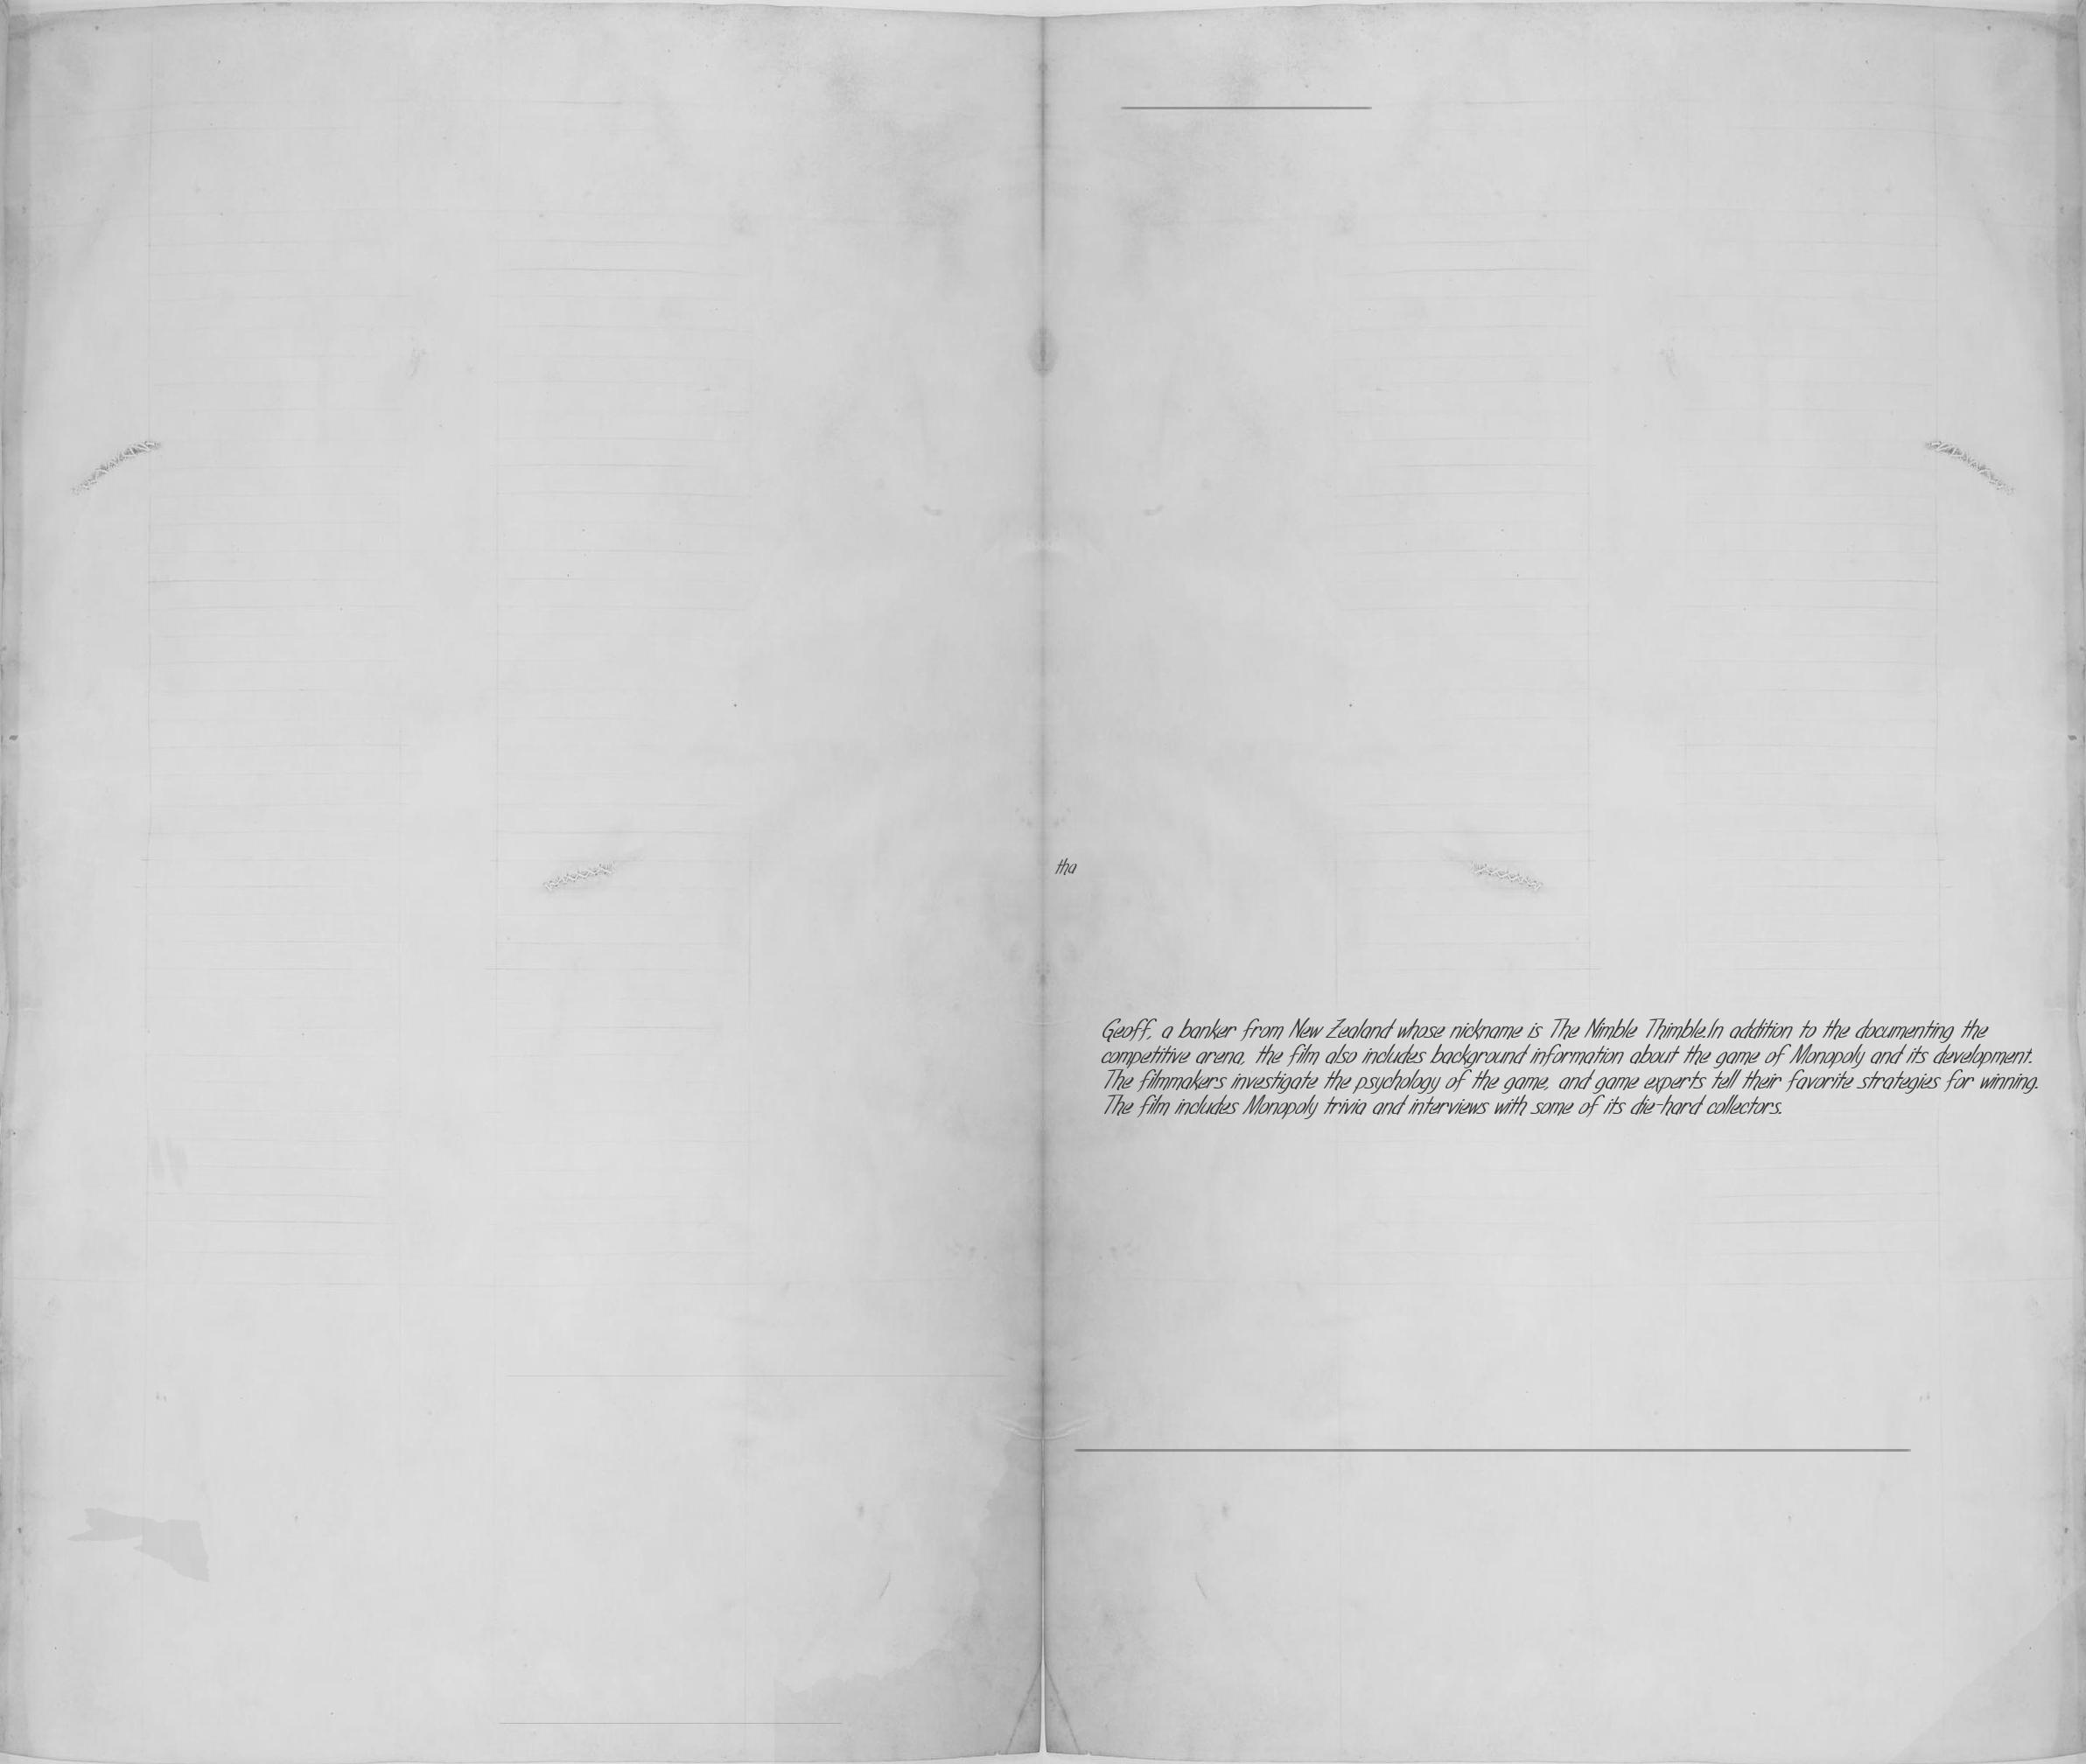 tha
Geoff, a banker from New Zealand whose nickname is The Nimble Thimble.In addition to the documenting the
competitive arena, the film also includes background information about the game of Monopoly and its development.
The filmmakers investigate the psychology of the game, and game experts tell their favorite strategies for winning.
The film includes Monopoly trivia and interviews with some of its die-hard collectors.